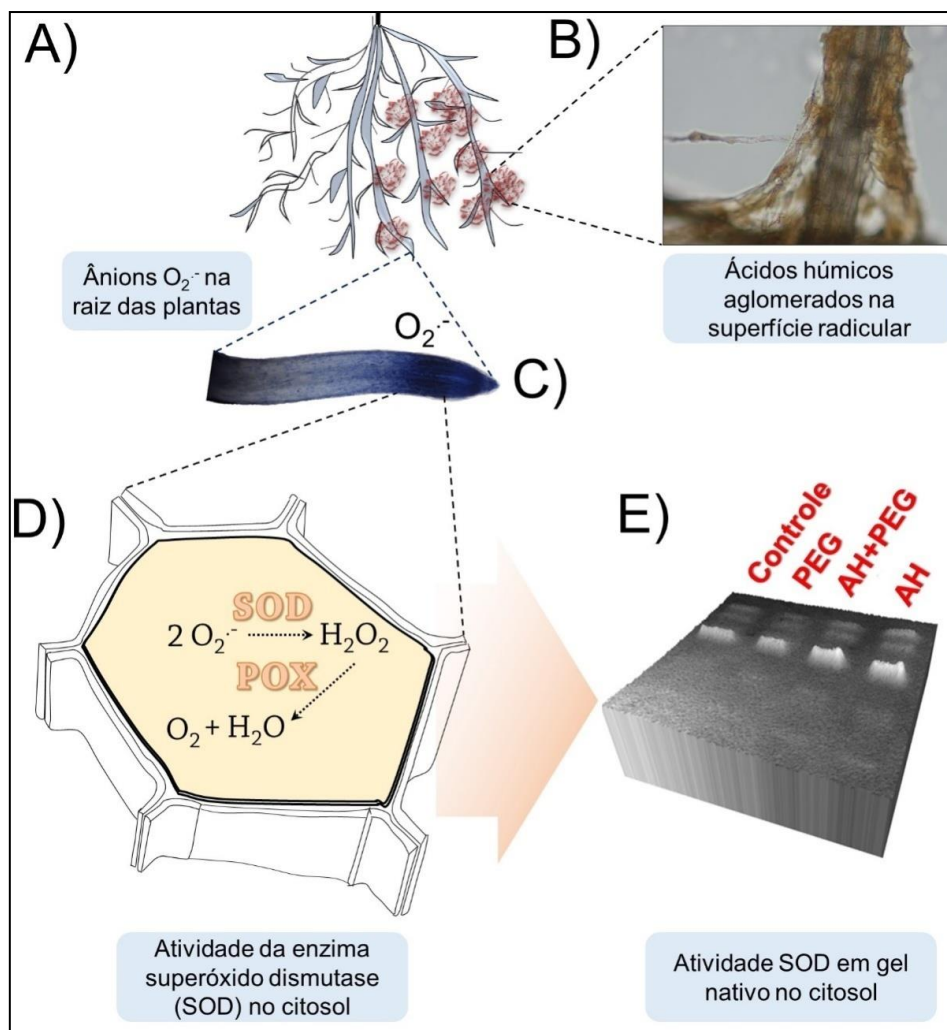 A)
B)
Ânions O₂·⁻ na
raiz das plantas
Ácidos húmicos
aglomerados na
superfície radicular
O₂·⁻
C)
D)
SOD
2 O₂·⁻ H₂O₂
POX
O₂ + H₂O
E)
Controle
PEG
AH+PEG
AH
Atividade da enzima
superóxido dismutase
(SOD) no citosol
Atividade SOD em gel
nativo no citosol